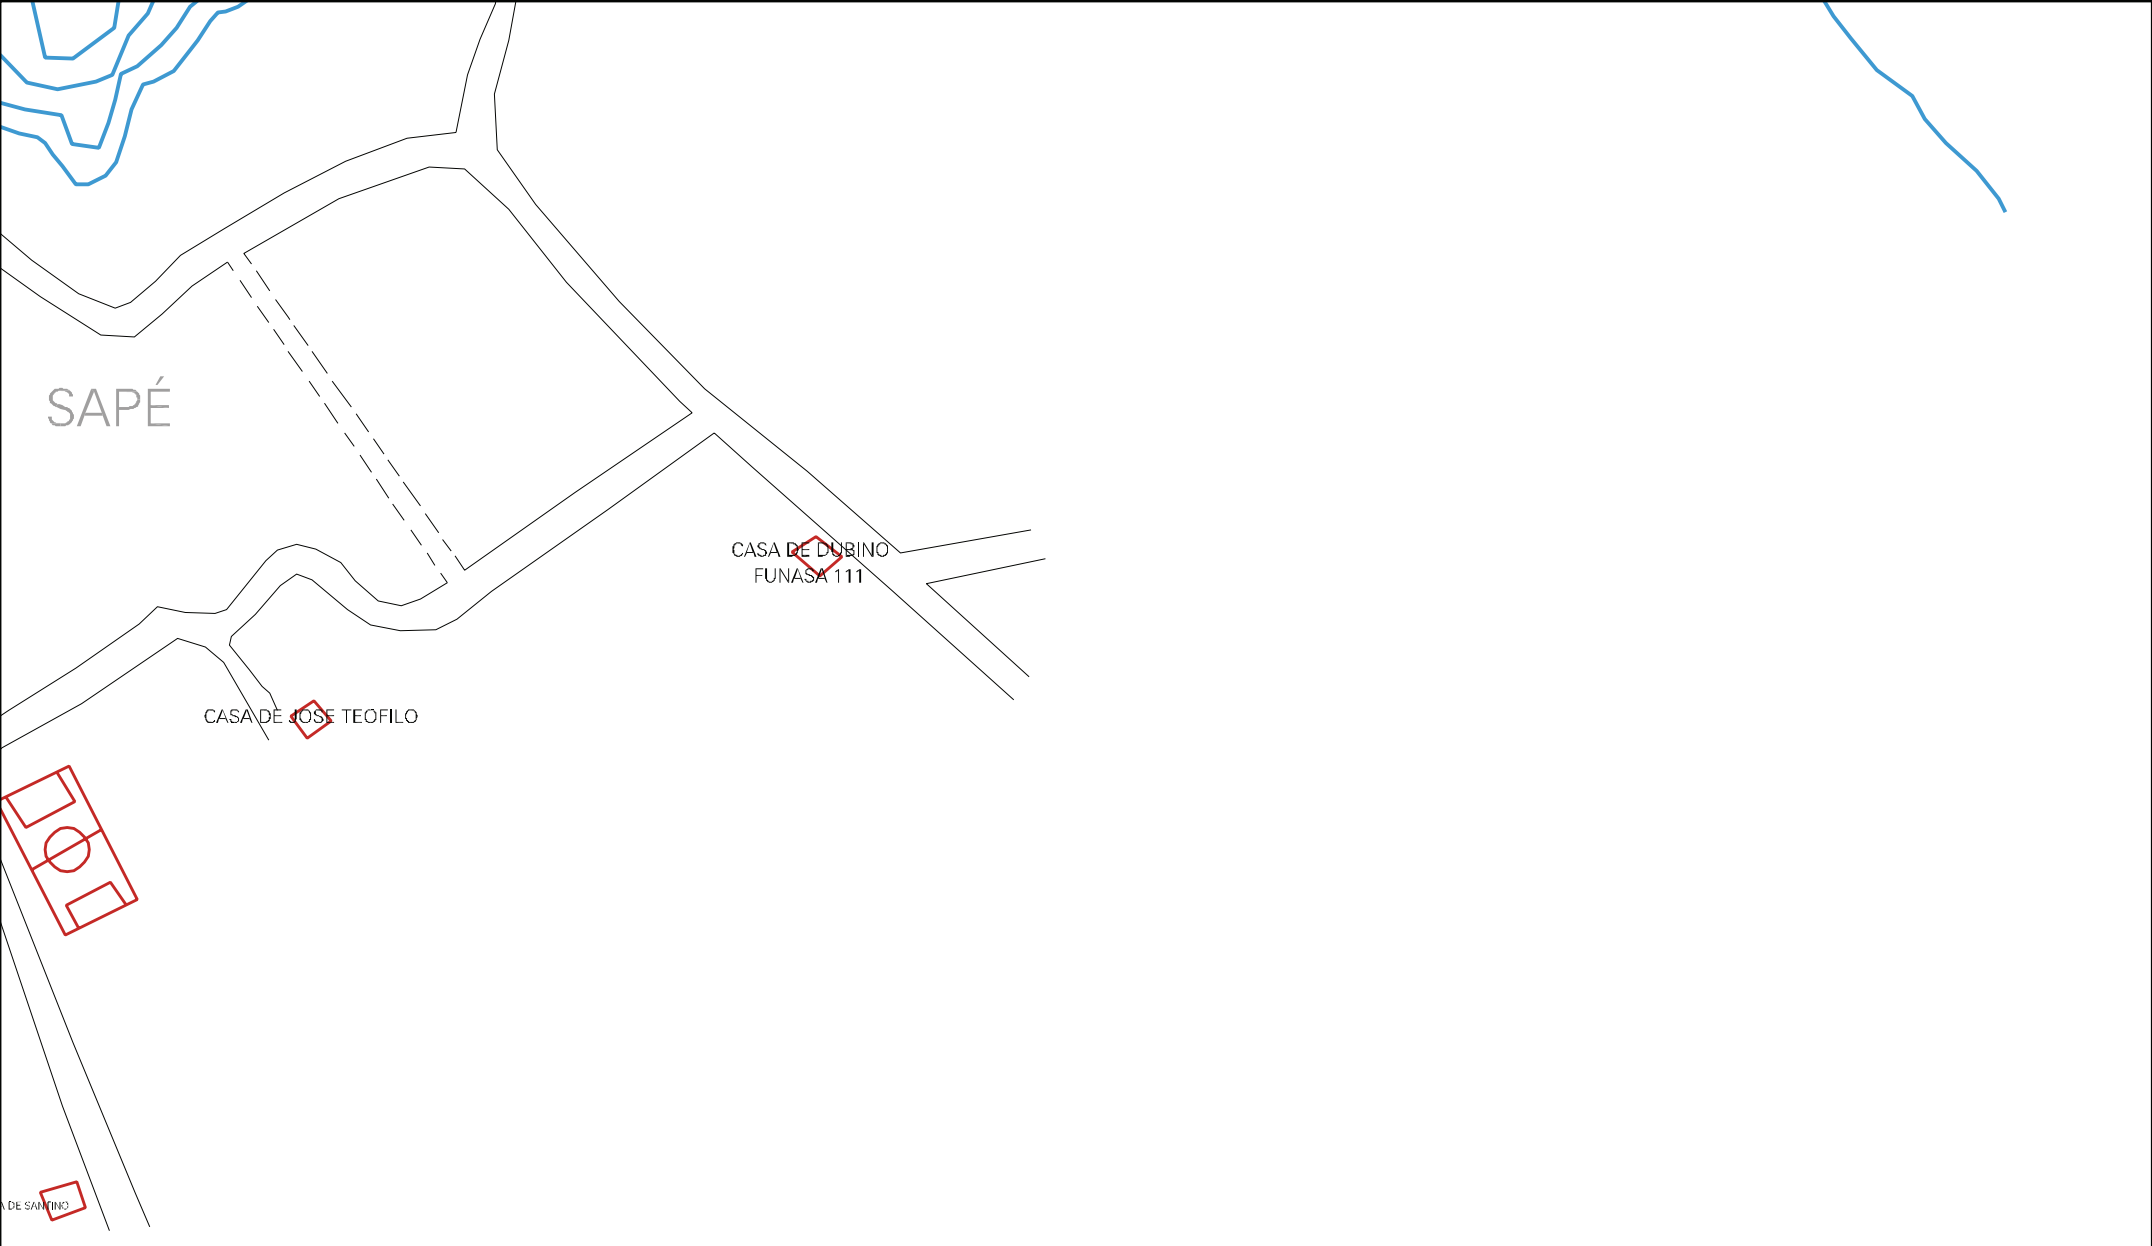 SAPÉ
CASA DE DUBINO
FUNASA 111
CASA DE JOSE TEOFILO
DE SANTINO